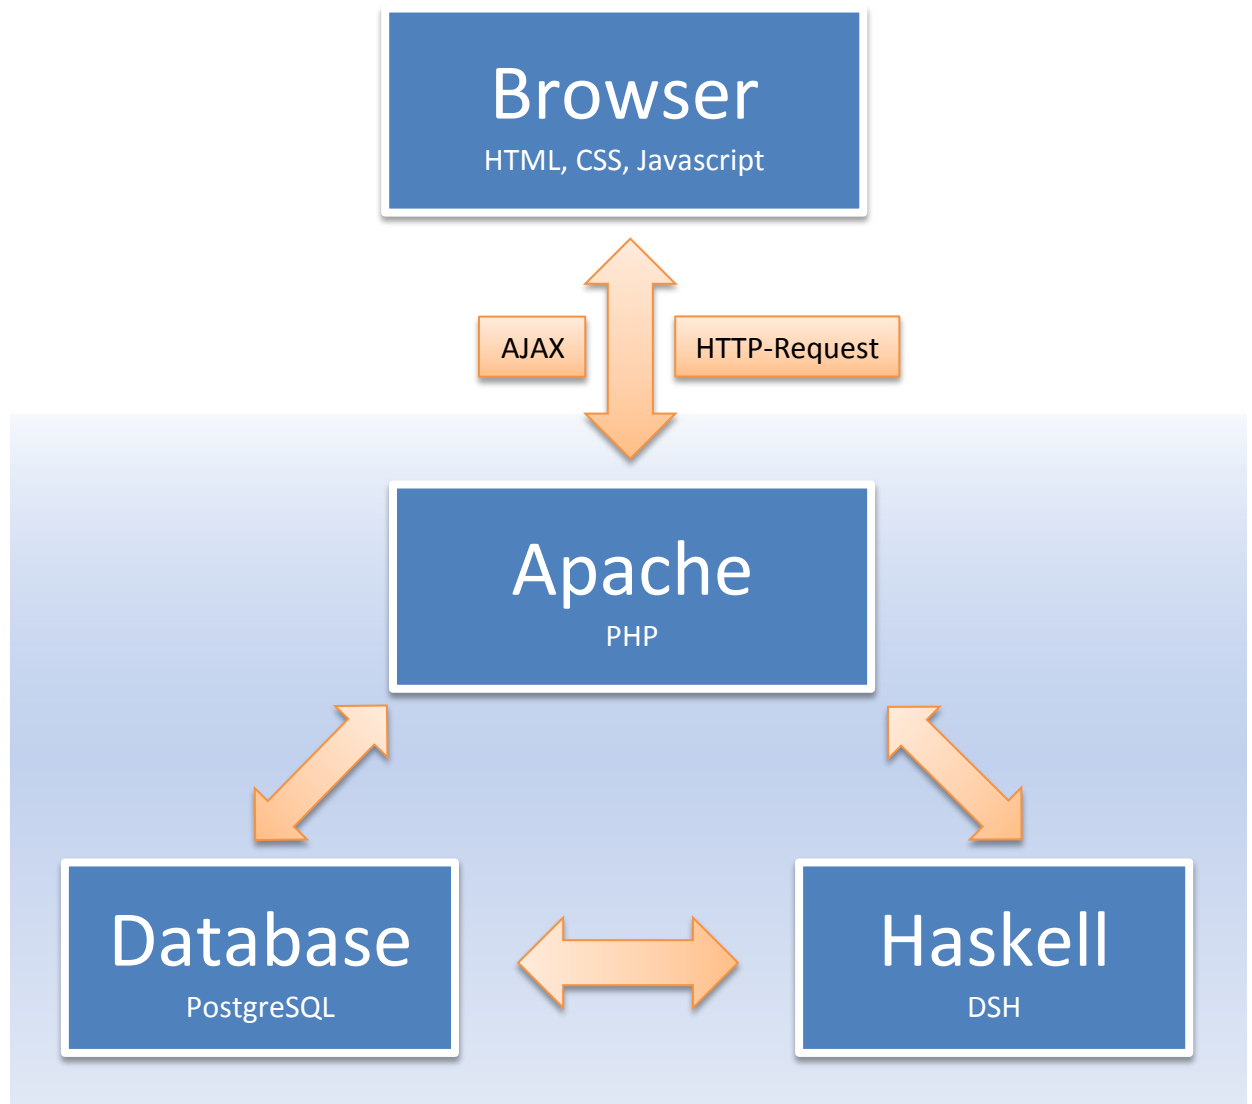 Browser
HTML, CSS, Javascript
AJAX
HTTP-Request
Apache
PHP
Database
PostgreSQL
Haskell
DSH